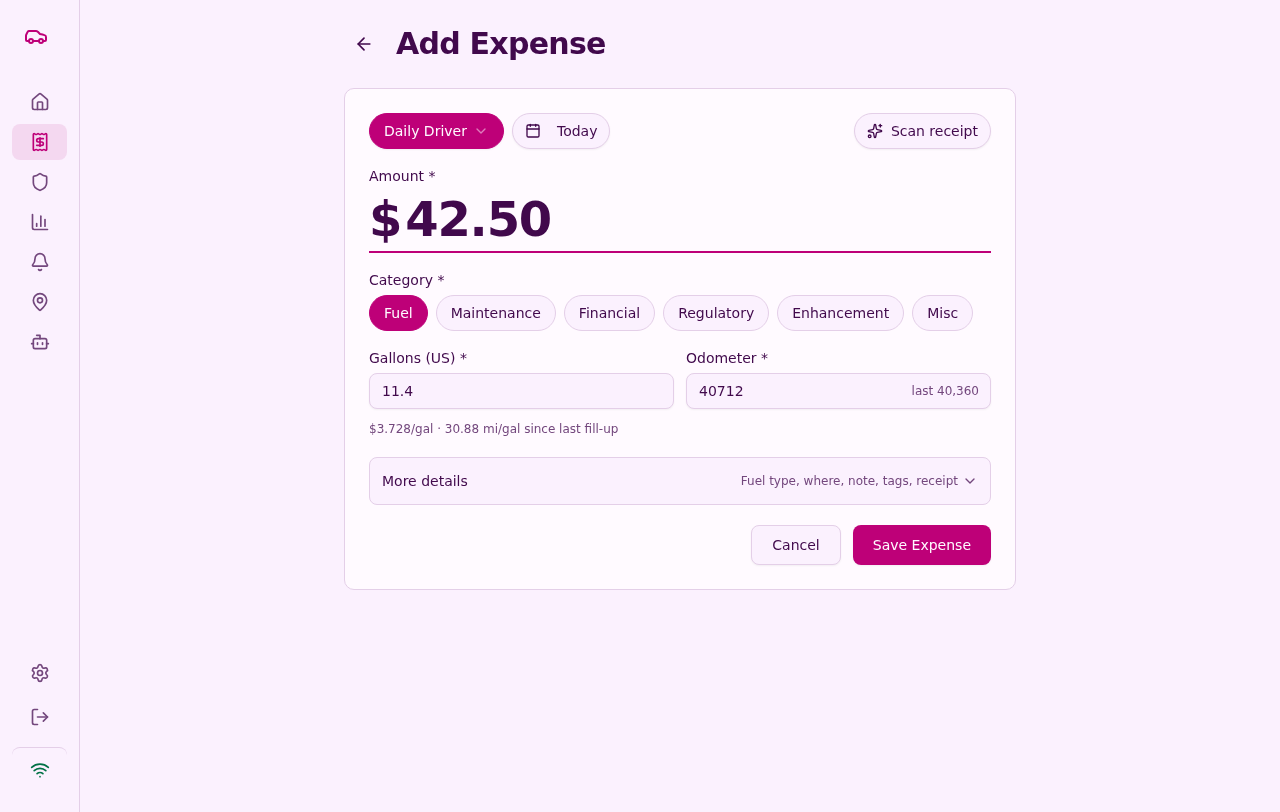 Add Expense
Daily Driver
Today
Scan receipt
Amount *
$42.50
Category *
Fuel
Maintenance
Financial
Regulatory
Enhancement
Misc
Gallons (US) *
Odometer *
11.4
40712
last 40,360
$3.728/gal · 30.88 mi/gal since last fill-up
More details
Fuel type, where, note, tags, receipt
Cancel
Save Expense